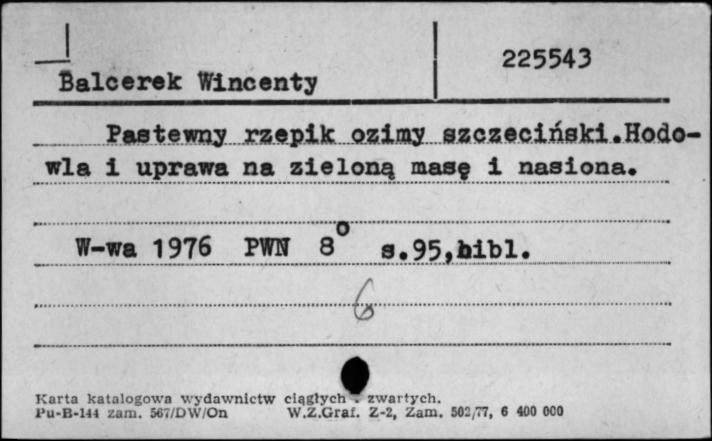 225543
Balcerek Wincenty
Pastewny rzepik ozimy szczeciński.Hodo-
wla i uprawa na zieloną masę i nasiona.
W-wa 1976 PWN 8° s.95,bibl.
6
Karta katalogowa wydawnictw ciągłych . zwartych.
Pu-B-144 zam. 567/DW/On W.Z.Graf. Z-2, Zam. 502/77, 6 400 000